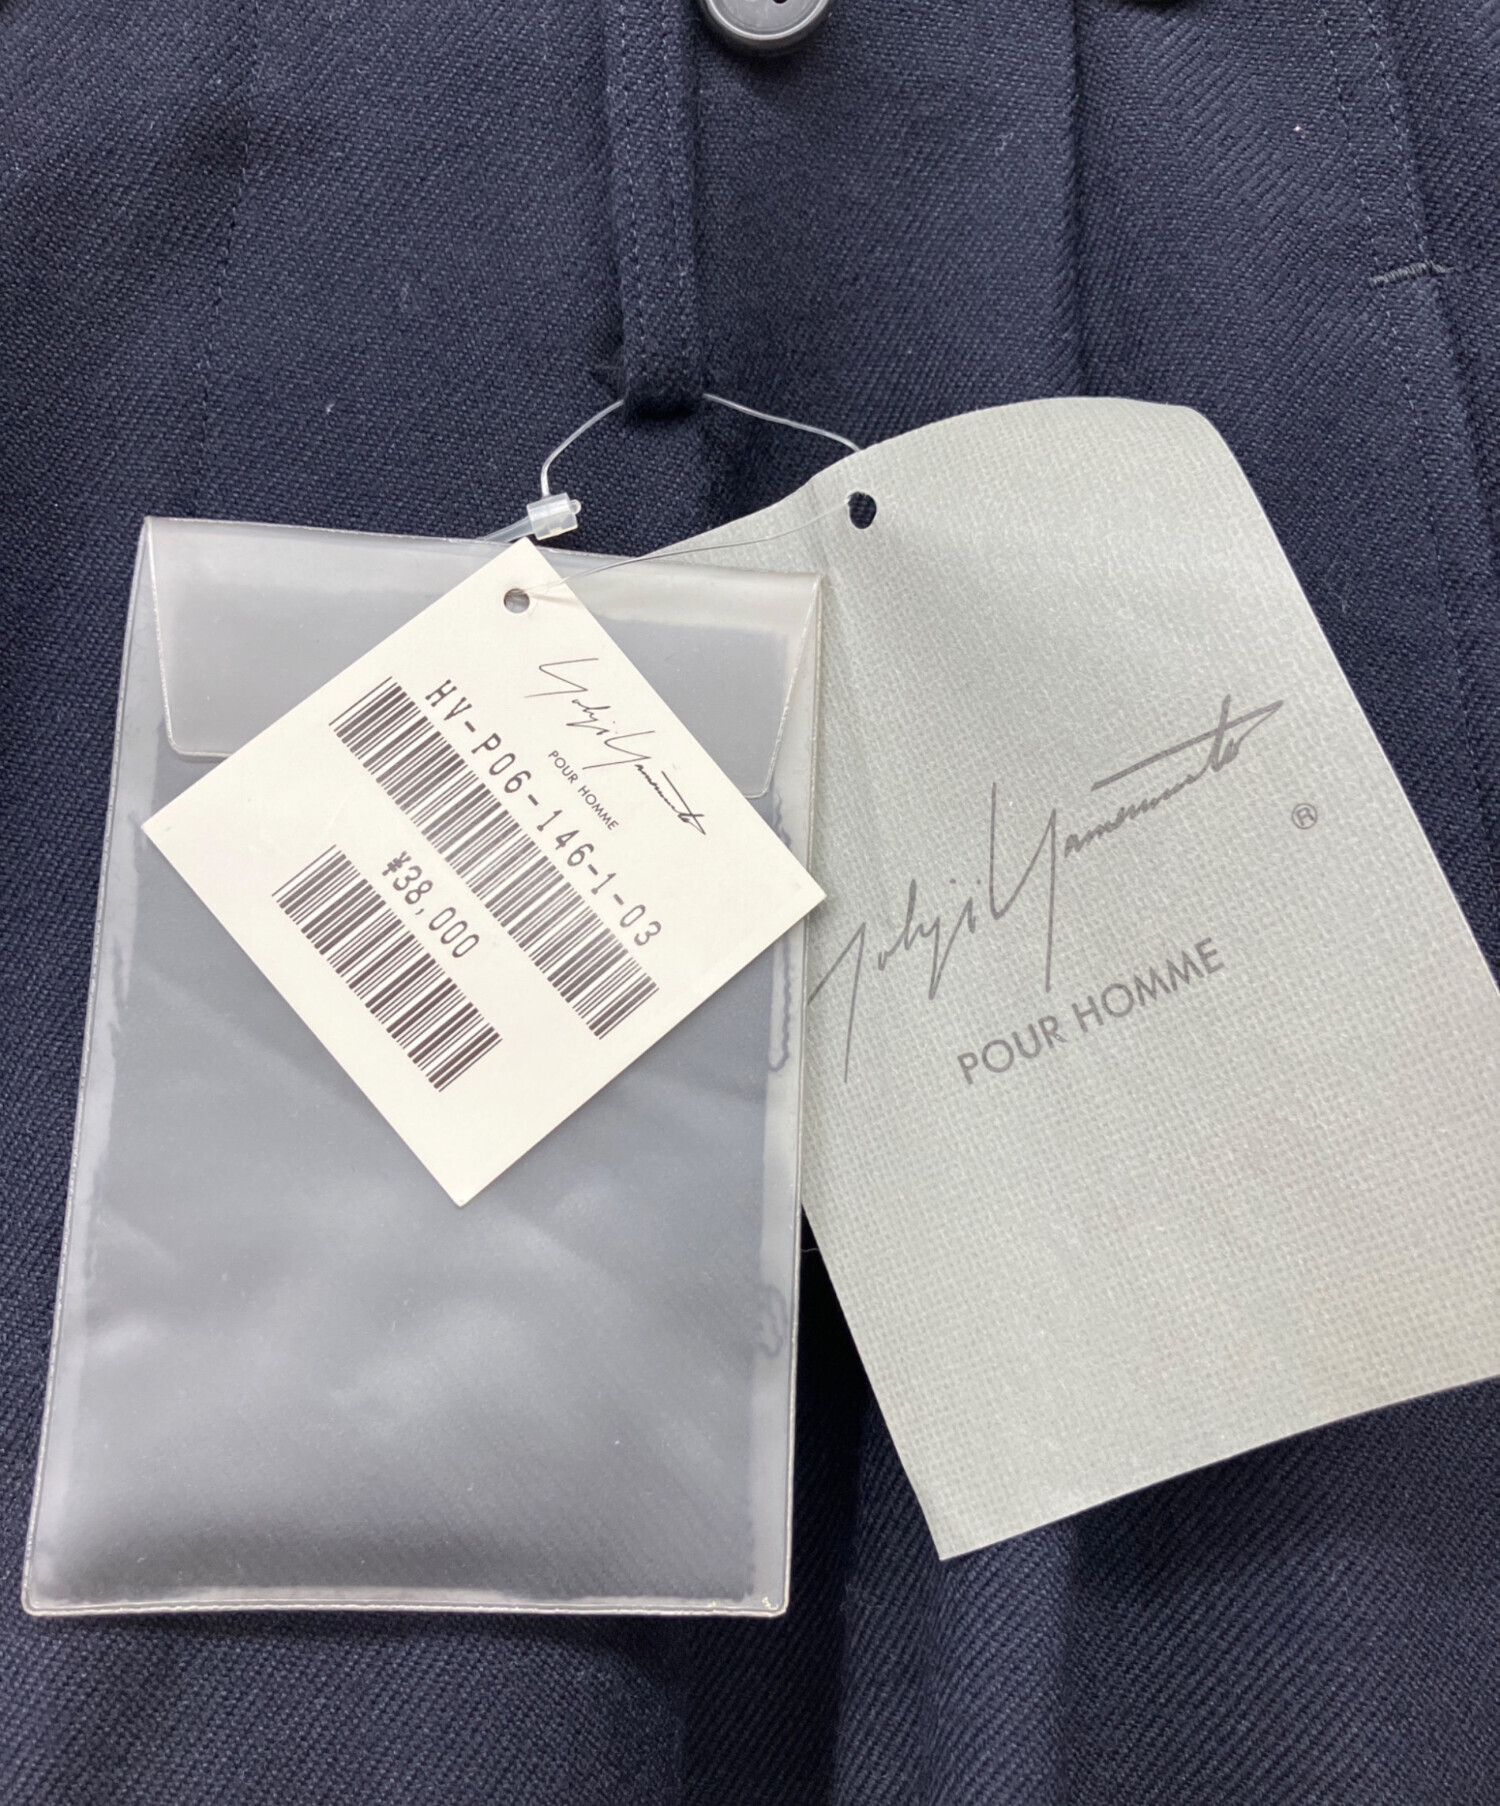 Yohji Yamamoto
POUR HOMME
HV-P06-146-1-03
¥38,000
Yohji Yamamoto
®
POUR HOMME